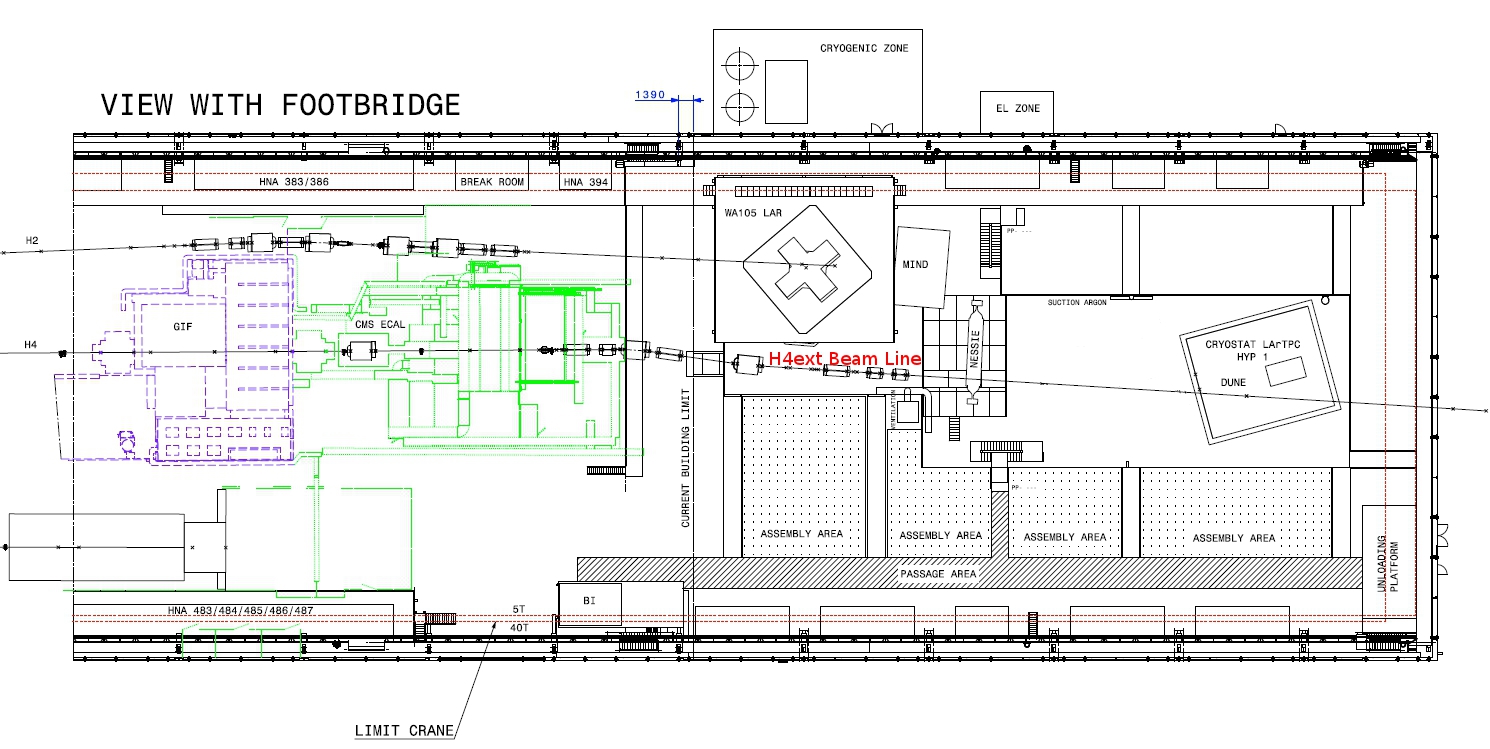 CRYOGENIC ZONE
VIEW WITH FOOTBRIDGE
1390
EL ZONE
HNA 383/386
BREAK ROOM
HNA 394
WA105 LAR
PP-
H2
MIND
SUCTION ARGON
GIF
CMS ECAL
H4
H4ext Beam Line
NESSIE
CRYOSTAT LArTPC
HYP 1
DUNE
VENTILATION
CURRENT BUILDING LIMIT
PP-
ASSEMBLY AREA
ASSEMBLY AREA
ASSEMBLY AREA
ASSEMBLY AREA
PASSAGE AREA
UNLOADING
PLATFORM
BI
HNA 483/484/485/486/487
5T
40T
LIMIT CRANE